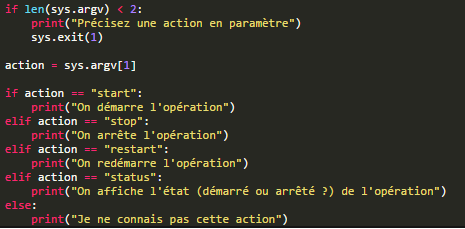 if len(sys.argv) < 2:
    print("Précisez une action en paramètre")
    sys.exit(1)

action = sys.argv[1]

if action == "start":
    print("On démarre l'opération")
elif action == "stop":
    print("On arrête l'opération")
elif action == "restart":
    print("On redémarre l'opération")
elif action == "status":
    print("On affiche l'état (démarré ou arrêté ?) de l'opération")
else:
    print("Je ne connais pas cette action")